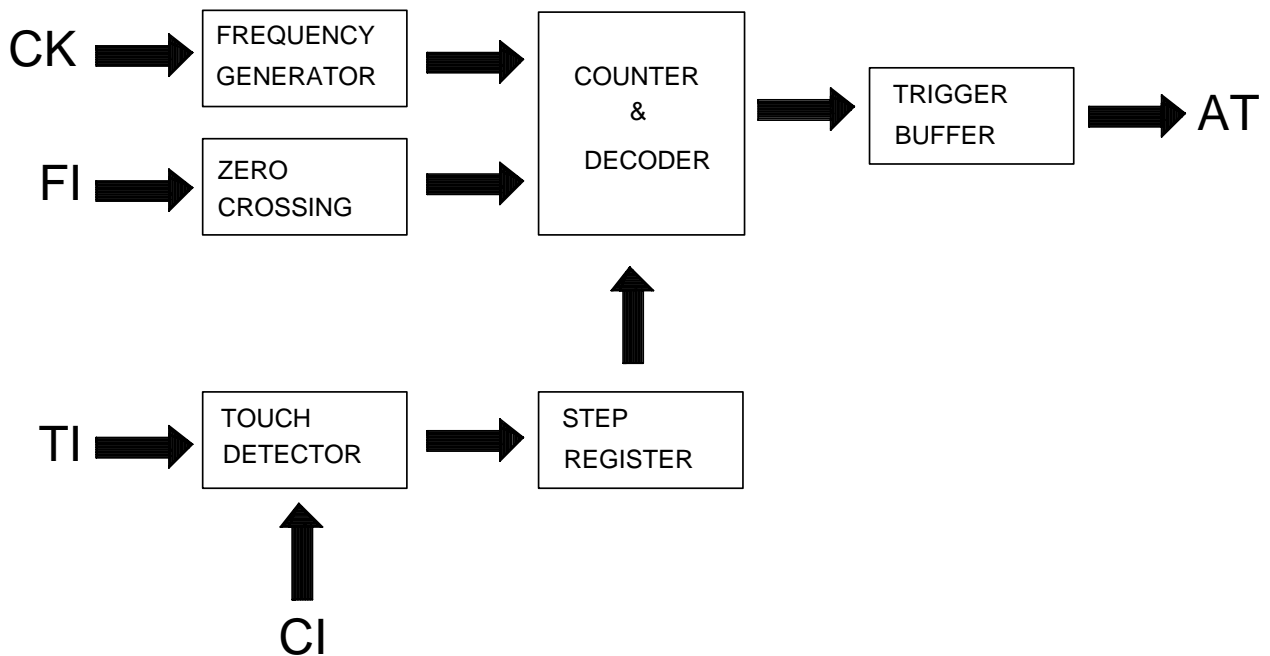 CK
FREQUENCY
GENERATOR
COUNTER
&
DECODER
TRIGGER
BUFFER
AT
FI
ZERO
CROSSING
TI
TOUCH
DETECTOR
STEP
REGISTER
CI